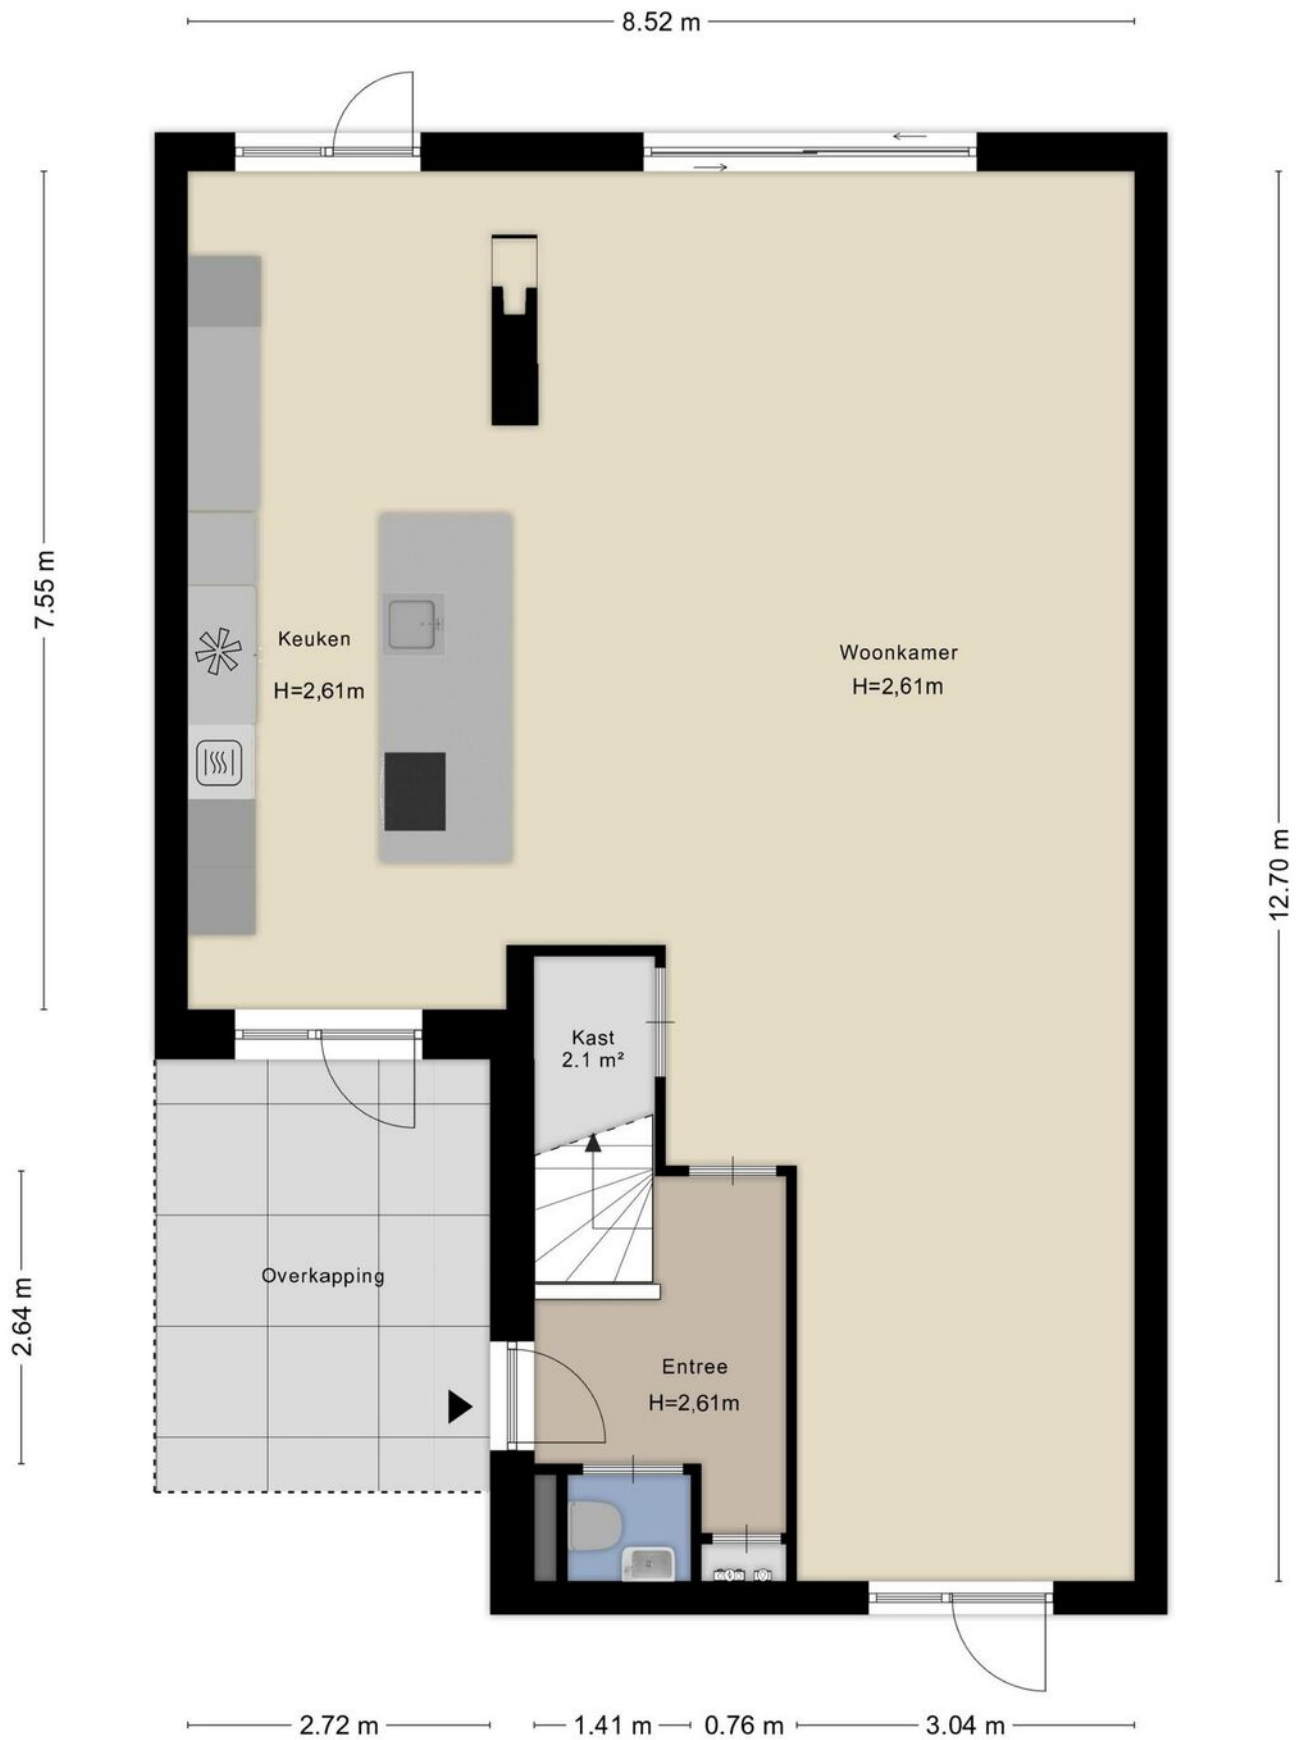 8.52 m
7.55 m
Keuken
H=2,61m
Woonkamer
H=2,61m
12.70 m
Kast
2.1 m²
Overkapping
2.64 m
Entree
H=2,61m
2.72 m
1.41 m
0.76 m
3.04 m